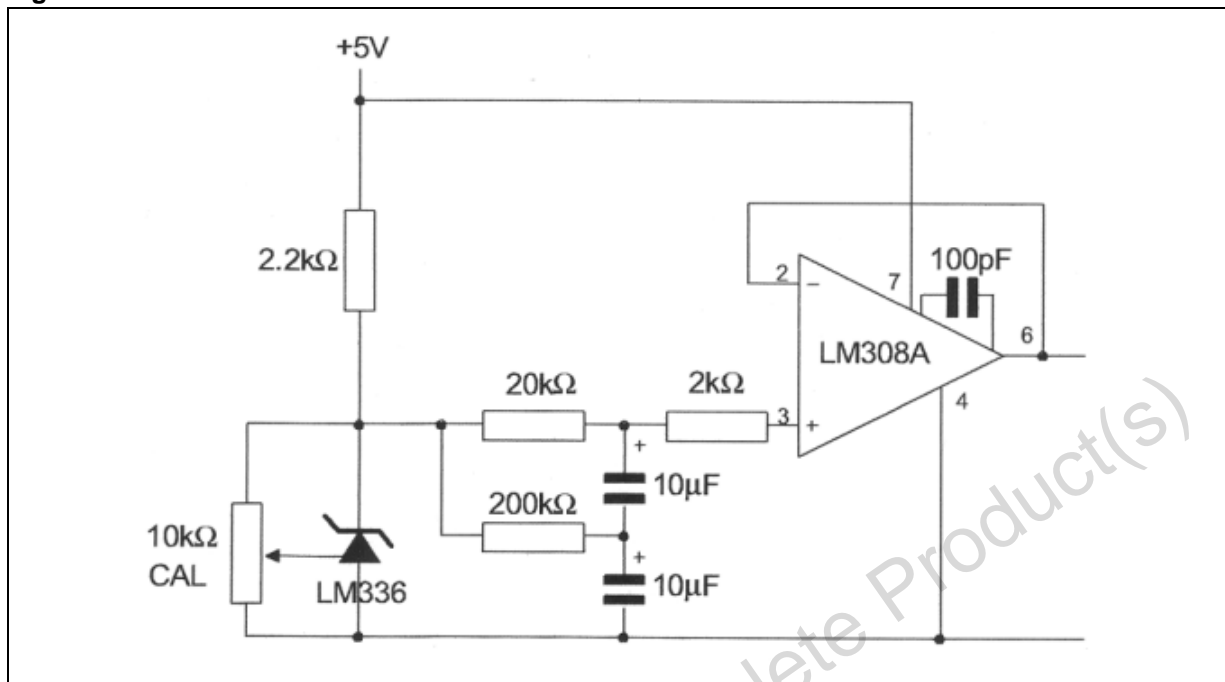 +5V
2.2kΩ
2
−
7
100pF
LM308A
6
20kΩ
2kΩ
4
3
+
+
10µF
200kΩ
10kΩ
CAL
+
LM336
10µF
lete Product(s)